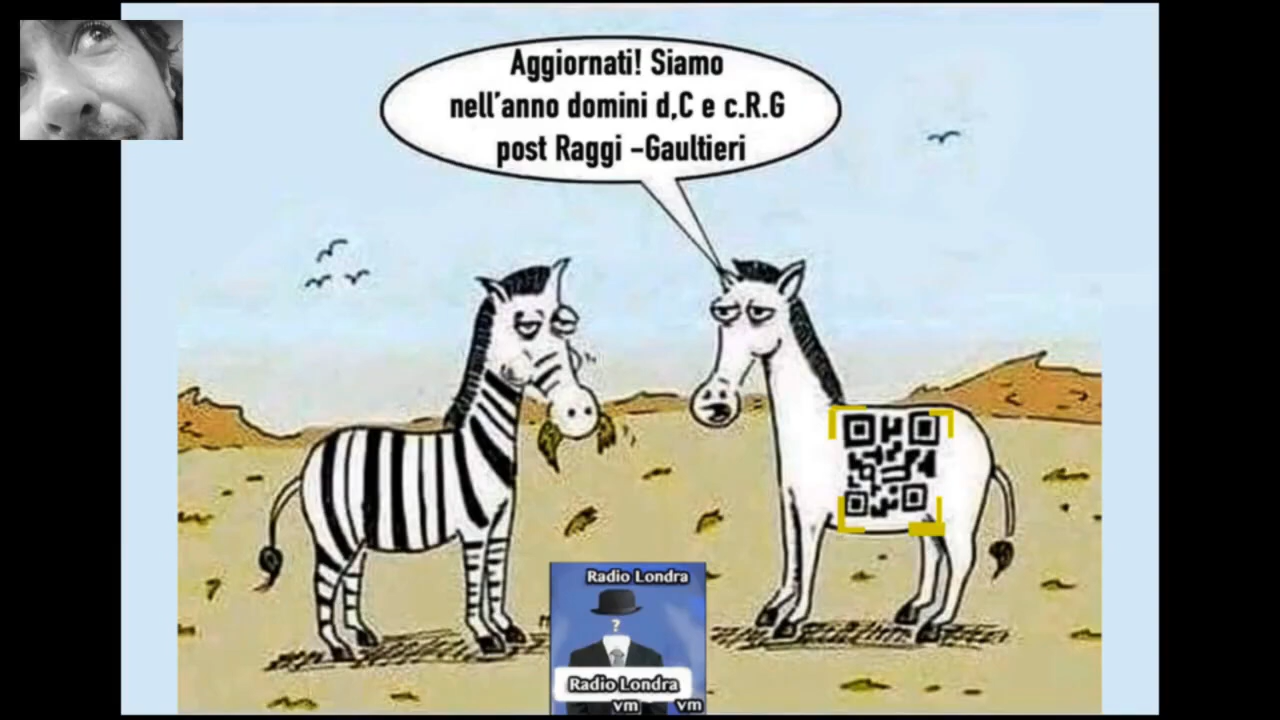 Aggiornati! Siamo
nell'anno domini d,C e c.R.G
post Raggi -Gaultieri
Radio Londra
?
Radio Londra
vm vm